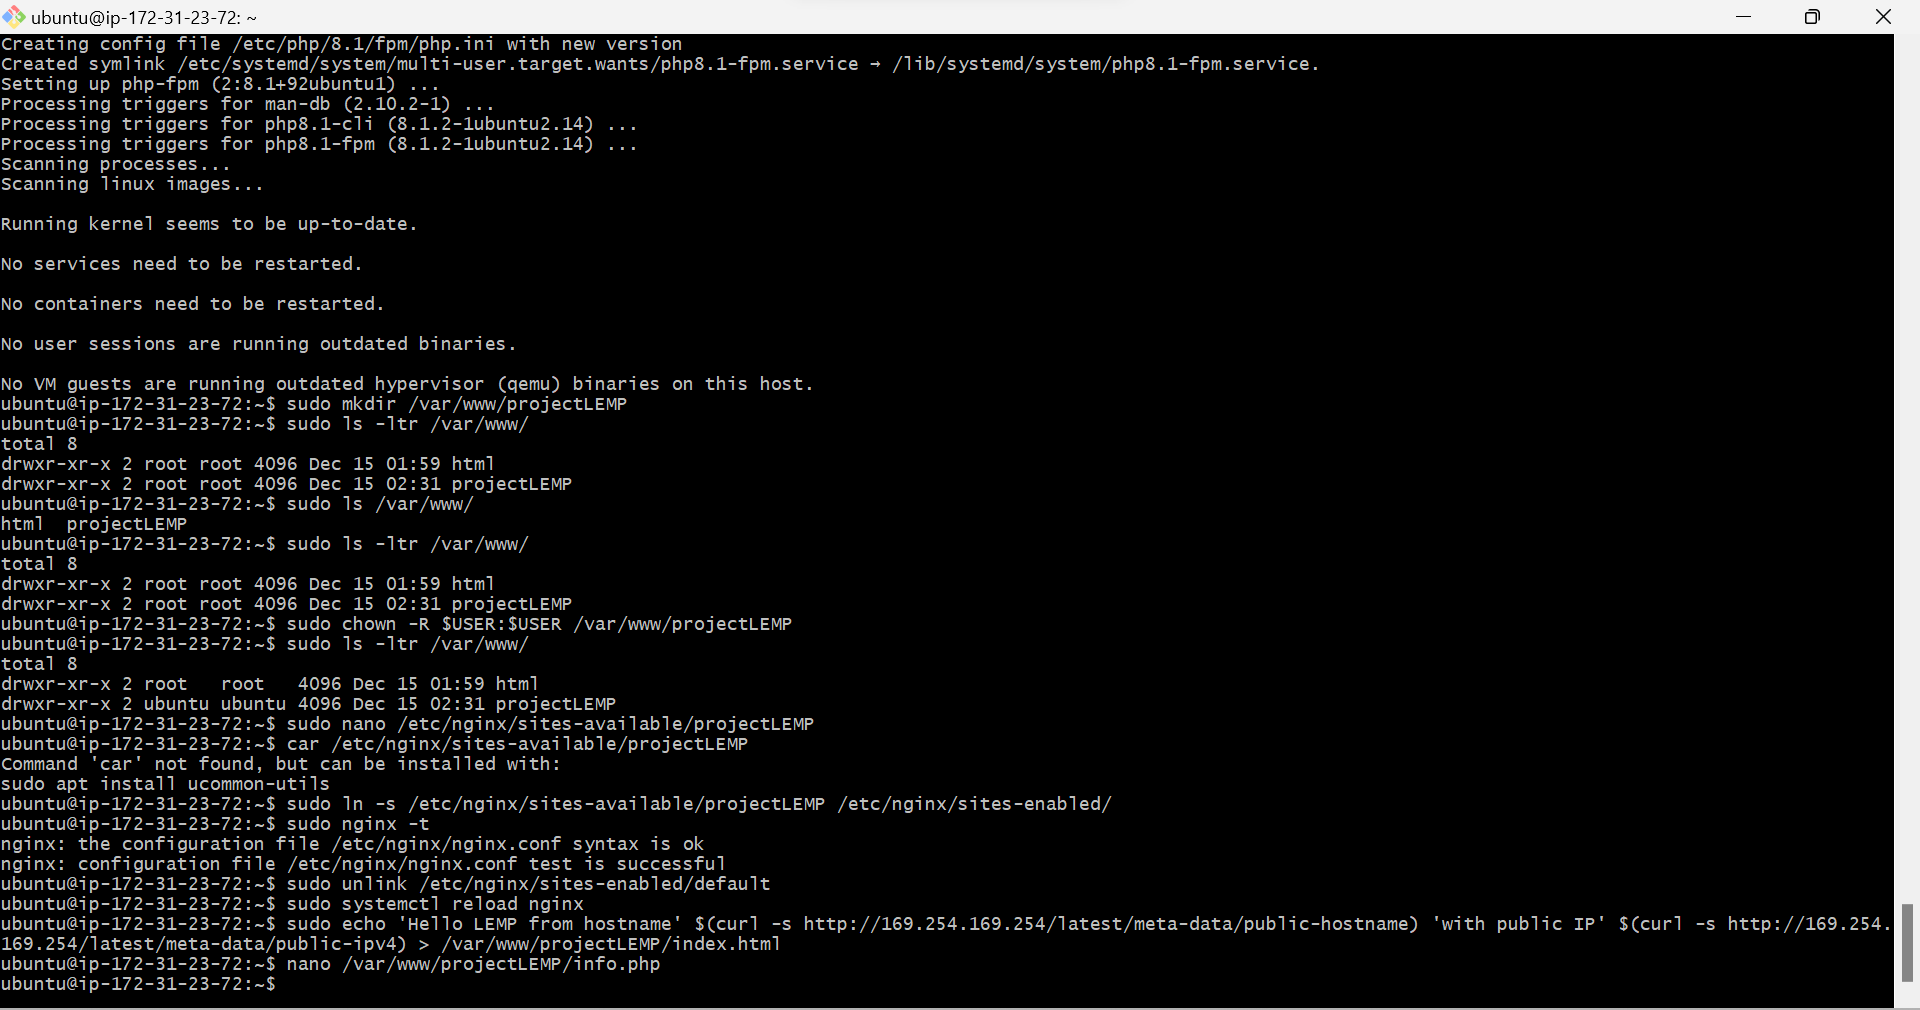 ubuntu@ip-172-31-23-72: ~
Creating config file /etc/php/8.1/fpm/php.ini with new version
Created symlink /etc/systemd/system/multi-user.target.wants/php8.1-fpm.service → /lib/systemd/system/php8.1-fpm.service.
Setting up php-fpm (2:8.1+92ubuntu1) ...
Processing triggers for man-db (2.10.2-1) ...
Processing triggers for php8.1-cli (8.1.2-1ubuntu2.14) ...
Processing triggers for php8.1-fpm (8.1.2-1ubuntu2.14) ...
Scanning processes...
Scanning linux images...
Running kernel seems to be up-to-date.
No services need to be restarted.
No containers need to be restarted.
No user sessions are running outdated binaries.
No VM guests are running outdated hypervisor (qemu) binaries on this host.
ubuntu@ip-172-31-23-72:~$ sudo mkdir /var/www/projectLEMP
ubuntu@ip-172-31-23-72:~$ sudo ls -ltr /var/www/
total 8
drwxr-xr-x 2 root root 4096 Dec 15 01:59 html
drwxr-xr-x 2 root root 4096 Dec 15 02:31 projectLEMP
ubuntu@ip-172-31-23-72:~$ sudo ls /var/www/
html  projectLEMP
ubuntu@ip-172-31-23-72:~$ sudo ls -ltr /var/www/
total 8
drwxr-xr-x 2 root root 4096 Dec 15 01:59 html
drwxr-xr-x 2 root root 4096 Dec 15 02:31 projectLEMP
ubuntu@ip-172-31-23-72:~$ sudo chown -R $USER:$USER /var/www/projectLEMP
ubuntu@ip-172-31-23-72:~$ sudo ls -ltr /var/www/
total 8
drwxr-xr-x 2 root   root   4096 Dec 15 01:59 html
drwxr-xr-x 2 ubuntu ubuntu 4096 Dec 15 02:31 projectLEMP
ubuntu@ip-172-31-23-72:~$ sudo nano /etc/nginx/sites-available/projectLEMP
ubuntu@ip-172-31-23-72:~$ car /etc/nginx/sites-available/projectLEMP
Command 'car' not found, but can be installed with:
sudo apt install ucommon-utils
ubuntu@ip-172-31-23-72:~$ sudo ln -s /etc/nginx/sites-available/projectLEMP /etc/nginx/sites-enabled/
ubuntu@ip-172-31-23-72:~$ sudo nginx -t
nginx: the configuration file /etc/nginx/nginx.conf syntax is ok
nginx: configuration file /etc/nginx/nginx.conf test is successful
ubuntu@ip-172-31-23-72:~$ sudo unlink /etc/nginx/sites-enabled/default
ubuntu@ip-172-31-23-72:~$ sudo systemctl reload nginx
ubuntu@ip-172-31-23-72:~$ sudo echo 'Hello LEMP from hostname' $(curl -s http://169.254.169.254/latest/meta-data/public-hostname) 'with public IP' $(curl -s http://169.254.
169.254/latest/meta-data/public-ipv4) > /var/www/projectLEMP/index.html
ubuntu@ip-172-31-23-72:~$ nano /var/www/projectLEMP/info.php
ubuntu@ip-172-31-23-72:~$